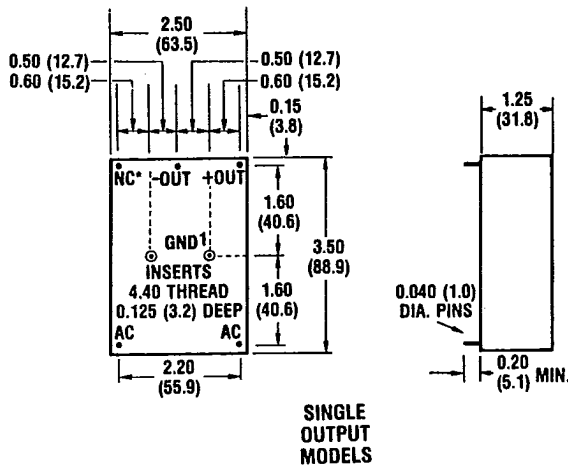 2.50
(63.5)
0.50 (12.7)
0.50 (12.7)
0.60 (15.2)
0.60 (15.2)
0.15
(3.8)
1.25
(31.8)
NC* -OUT +OUT
1.60
(40.6)
GND1
3.50
(88.9)
INSERTS
4.40 THREAD
0.125 (3.2) DEEP
1.60
(40.6)
0.040 (1.0)
DIA. PINS
AC
AC
2.20
(55.9)
0.20
(5.1) MIN.
SINGLE
OUTPUT
MODELS